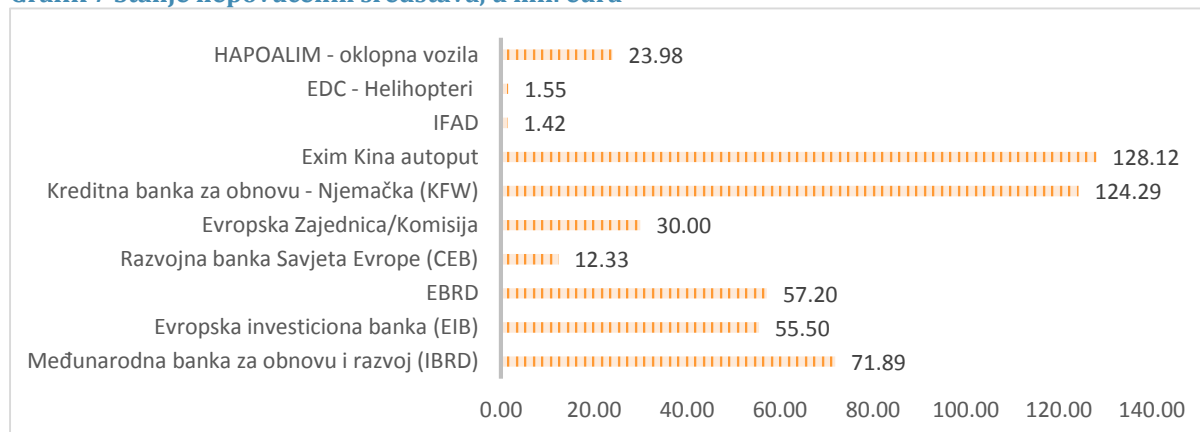 HAPOALIM - oklopna vozila 23.98
EDC - Helihopteri 1.55
IFAD 1.42
Exim Kina autoput 128.12
Kreditna banka za obnovu - Njemačka (KFW) 124.29
Evropska Zajednica/Komisija 30.00
Razvojna banka Savjeta Evrope (CEB) 12.33
EBRD 57.20
Evropska investiciona banka (EIB) 55.50
Međunarodna banka za obnovu i razvoj (IBRD) 71.89
0.00 20.00 40.00 60.00 80.00 100.00 120.00 140.00